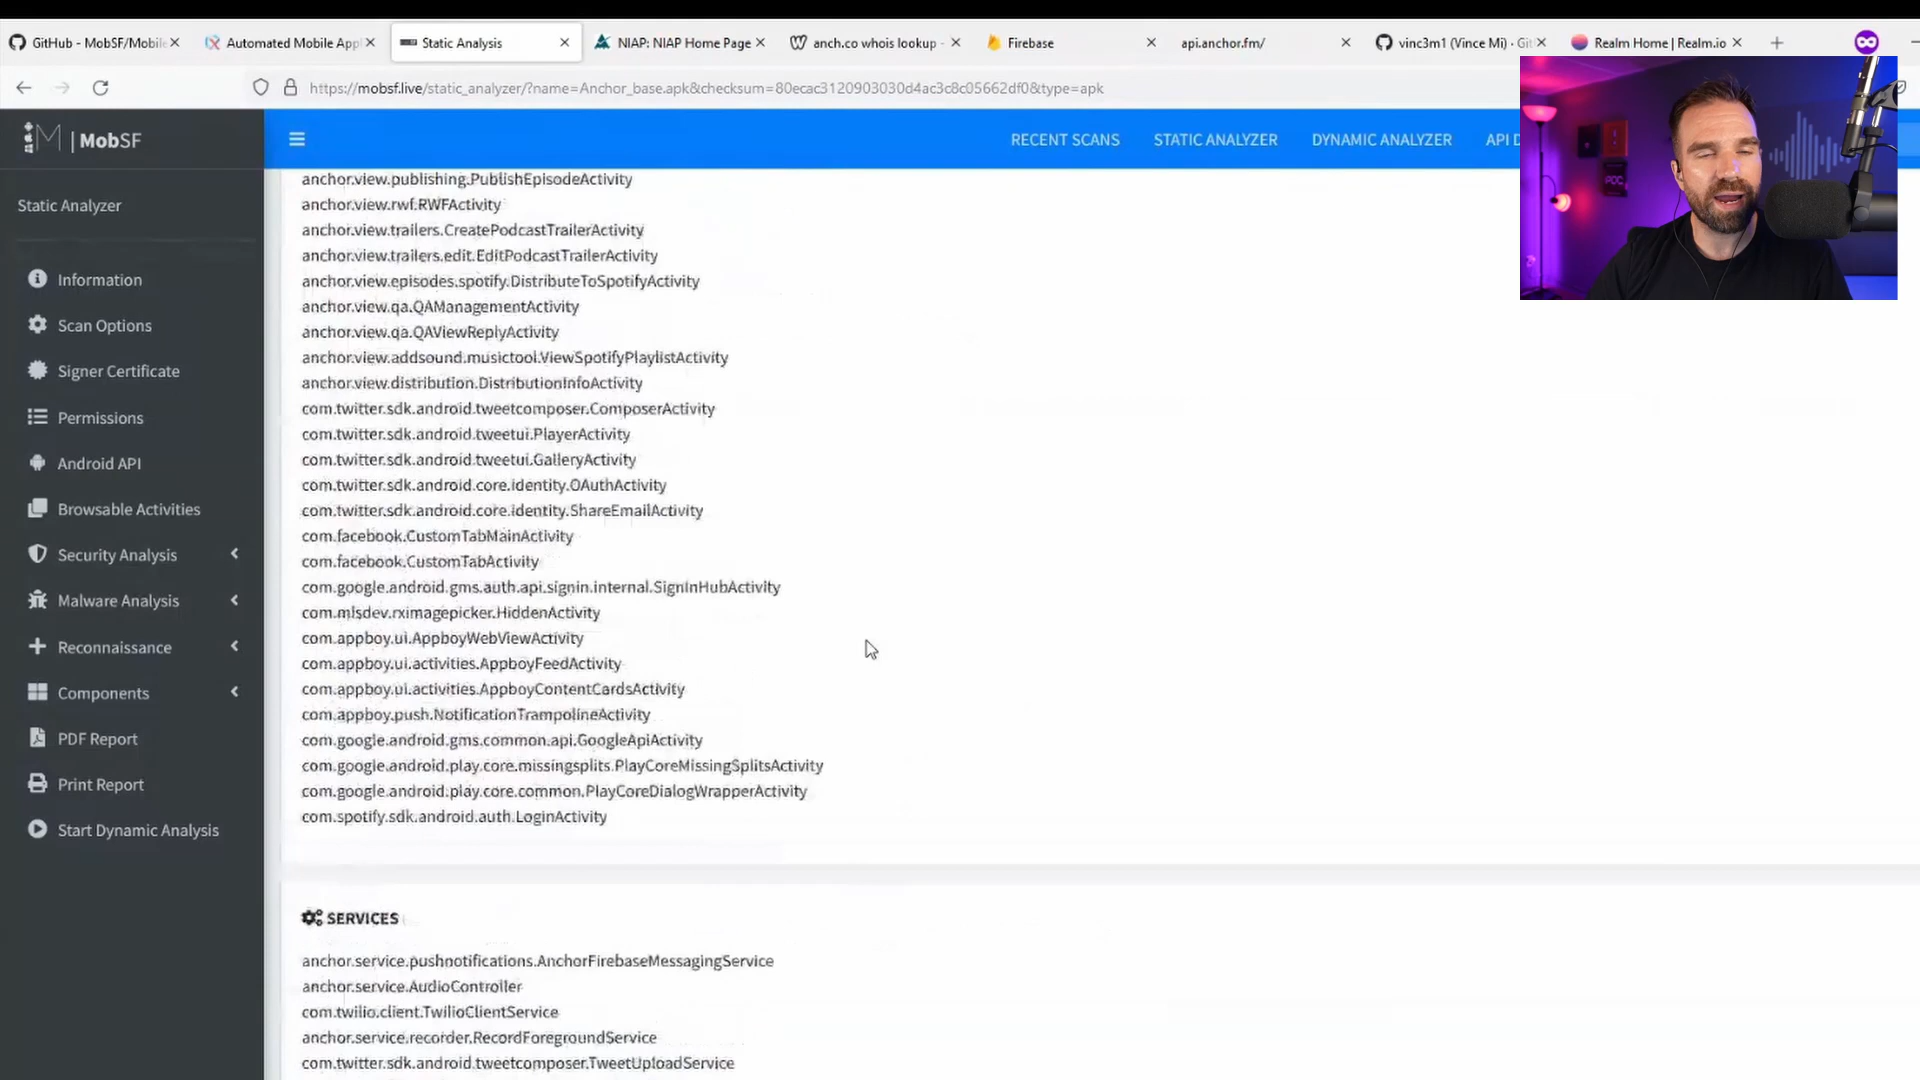 GitHub - MobSF/Mobile
Automated Mobile Appl
Static Analysis
NIAP: NIAP Home Page
anch.co whois lookup -
Firebase
api.anchor.fm/
vinc3m1 (Vince Mi) · Git
Realm Home | Realm.io
https://mobsf.live/static_analyzer/?name=Anchor_base.apk&checksum=80ecac3120903030d4ac3c8c05662df0&type=apk
| MobSF
RECENT SCANS
STATIC ANALYZER
DYNAMIC ANALYZER
API D
Static Analyzer
Information
Scan Options
Signer Certificate
Permissions
Android API
Browsable Activities
Security Analysis
Malware Analysis
Reconnaissance
Components
PDF Report
Print Report
Start Dynamic Analysis
anchor.view.publishing.PublishEpisodeActivity
anchor.view.rwf.RWFActivity
anchor.view.trailers.CreatePodcastTrailerActivity
anchor.view.trailers.edit.EditPodcastTrailerActivity
anchor.view.episodes.spotify.DistributeToSpotifyActivity
anchor.view.qa.QAManagementActivity
anchor.view.qa.QAViewReplyActivity
anchor.view.addsound.musictool.ViewSpotifyPlaylistActivity
anchor.view.distribution.DistributionInfoActivity
com.twitter.sdk.android.tweetcomposer.ComposerActivity
com.twitter.sdk.android.tweetui.PlayerActivity
com.twitter.sdk.android.tweetui.GalleryActivity
com.twitter.sdk.android.core.identity.OAuthActivity
com.twitter.sdk.android.core.identity.ShareEmailActivity
com.facebook.CustomTabMainActivity
com.facebook.CustomTabActivity
com.google.android.gms.auth.api.signin.internal.SignInHubActivity
com.mlsdev.rximagepicker.HiddenActivity
com.appboy.ui.AppboyWebViewActivity
com.appboy.ui.activities.AppboyFeedActivity
com.appboy.ui.activities.AppboyContentCardsActivity
com.appboy.push.NotificationTrampolineActivity
com.google.android.gms.common.api.GoogleApiActivity
com.google.android.play.core.missingsplits.PlayCoreMissingSplitsActivity
com.google.android.play.core.common.PlayCoreDialogWrapperActivity
com.spotify.sdk.android.auth.LoginActivity
SERVICES
anchor.service.pushnotifications.AnchorFirebaseMessagingService
anchor.service.AudioController
com.twilio.client.TwilioClientService
anchor.service.recorder.RecordForegroundService
com.twitter.sdk.android.tweetcomposer.TweetUploadService